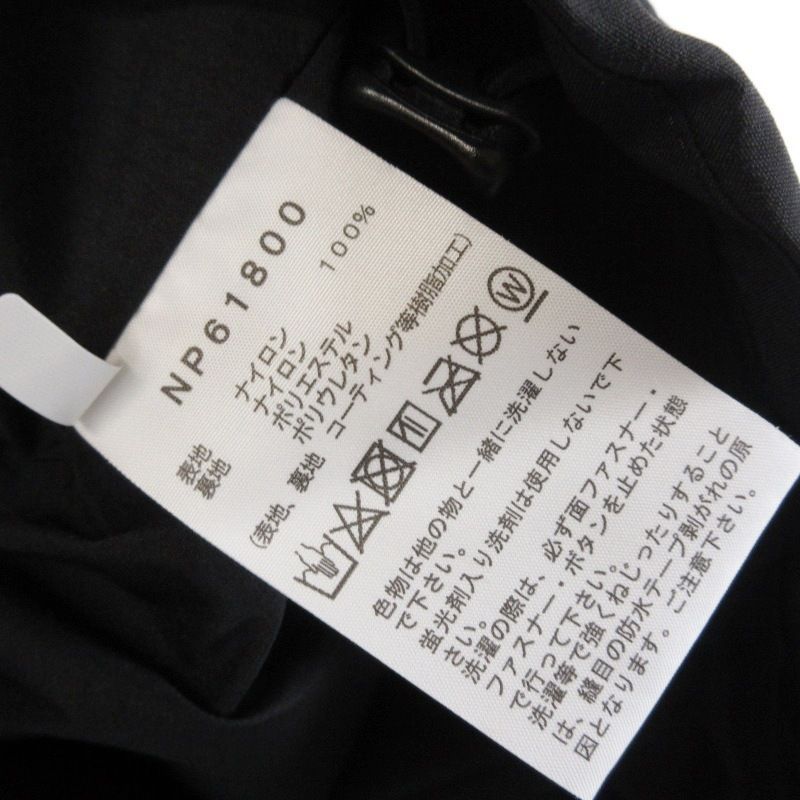 NP61800
表地 ナイロン 100%
裏地 ナイロン
ポリエステル
ポリウレタン
(表地、裏地 コーティング等樹脂加工)
W
色物は他の物と一緒に洗濯しない
で下さい。
蛍光剤入り洗剤は使用しないで下
さい。
洗濯の際は、必ず面ファスナー・
ファスナー・ボタンを止めた状態
で行って下さい。
洗濯等で強くねじったりすること
は、縫目の防水テープ剥がれの原
因となります。ご注意下さい。